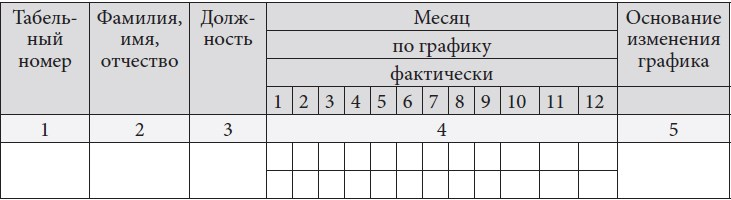 Табель-
ный
номер
Фамилия,
имя,
отчество
Долж-
ность
Месяц
по графику
фактически
1 2 3 4 5 6 7 8 9 10 11 12
Основание
изменения
графика
1 2 3 4 5